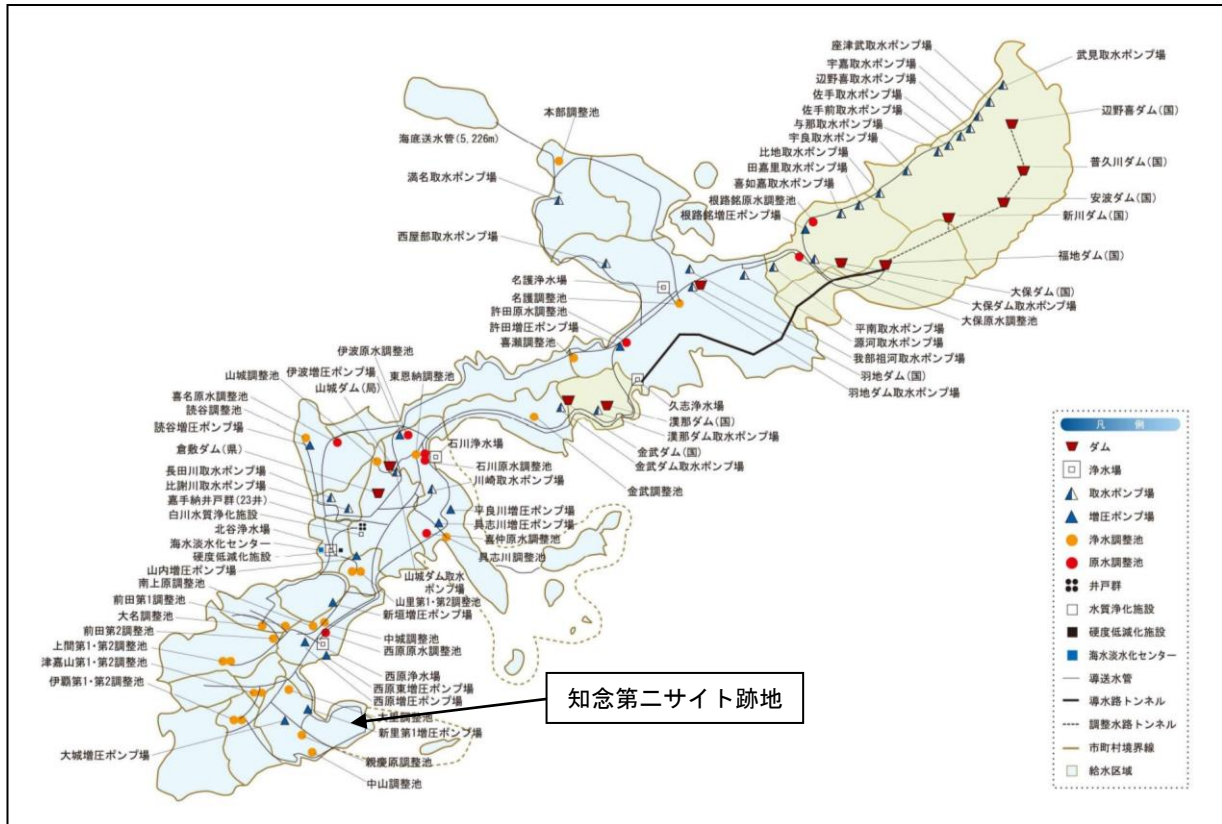 座津武取水ポンプ場
宇嘉取水ポンプ場
辺野喜取水ポンプ場
佐手取水ポンプ場
佐手前取水ポンプ場
与那取水ポンプ場
宇良取水ポンプ場
比地取水ポンプ場
田嘉里取水ポンプ場
喜如嘉取水ポンプ場
根路銘原水調整池
根路銘増圧ポンプ場
武見取水ポンプ場
辺野喜ダム(国)
普久川ダム(国)
安波ダム(国)
新川ダム(国)
福地ダム(国)
大保ダム(国)
大保ダム取水ポンプ場
大保原水調整池
平南取水ポンプ場
源河取水ポンプ場
我部祖河取水ポンプ場
羽地ダム(国)
羽地ダム取水ポンプ場
本部調整池
海底送水管(5,226m)
満名取水ポンプ場
西屋部取水ポンプ場
名護浄水場
名護調整池
許田原水調整池
許田増圧ポンプ場
喜瀬調整池
久志浄水場
漢那ダム(国)
漢那ダム取水ポンプ場
金武ダム(国)
金武ダム取水ポンプ場
金武調整池
伊波原水調整池
伊波増圧ポンプ場
東恩納調整池
山城調整池
山城ダム(局)
喜名原水調整池
読谷調整池
読谷増圧ポンプ場
倉敷ダム(県)
長田川取水ポンプ場
比謝川取水ポンプ場
嘉手納井戸群(23井)
白川水質浄化施設
北谷浄水場
海水淡水化センター
硬度低減化施設
山内増圧ポンプ場
南上原調整池
前田第1調整池
大名調整池
前田第2調整池
上間第1・第2調整池
津嘉山第1・第2調整池
伊覇第1・第2調整池
大城増圧ポンプ場
石川浄水場
石川原水調整池
川崎取水ポンプ場
平良川増圧ポンプ場
具志川増圧ポンプ場
嘉仲原水調整池
具志川調整池
山城ダム取水
ポンプ場
山里第1・第2調整池
新垣増圧ポンプ場
中城調整池
西原原水調整池
西原浄水場
西原東増圧ポンプ場
西原増圧ポンプ場
大里調整池
新里第1増圧ポンプ場
親慶原調整池
中山調整池
知念第二サイト跡地
凡 例
ダム
浄水場
取水ポンプ場
増圧ポンプ場
浄水調整池
原水調整池
井戸群
水質浄化施設
硬度低減化施設
海水淡水化センター
導送水管
導水路トンネル
調整水路トンネル
市町村境界線
給水区域